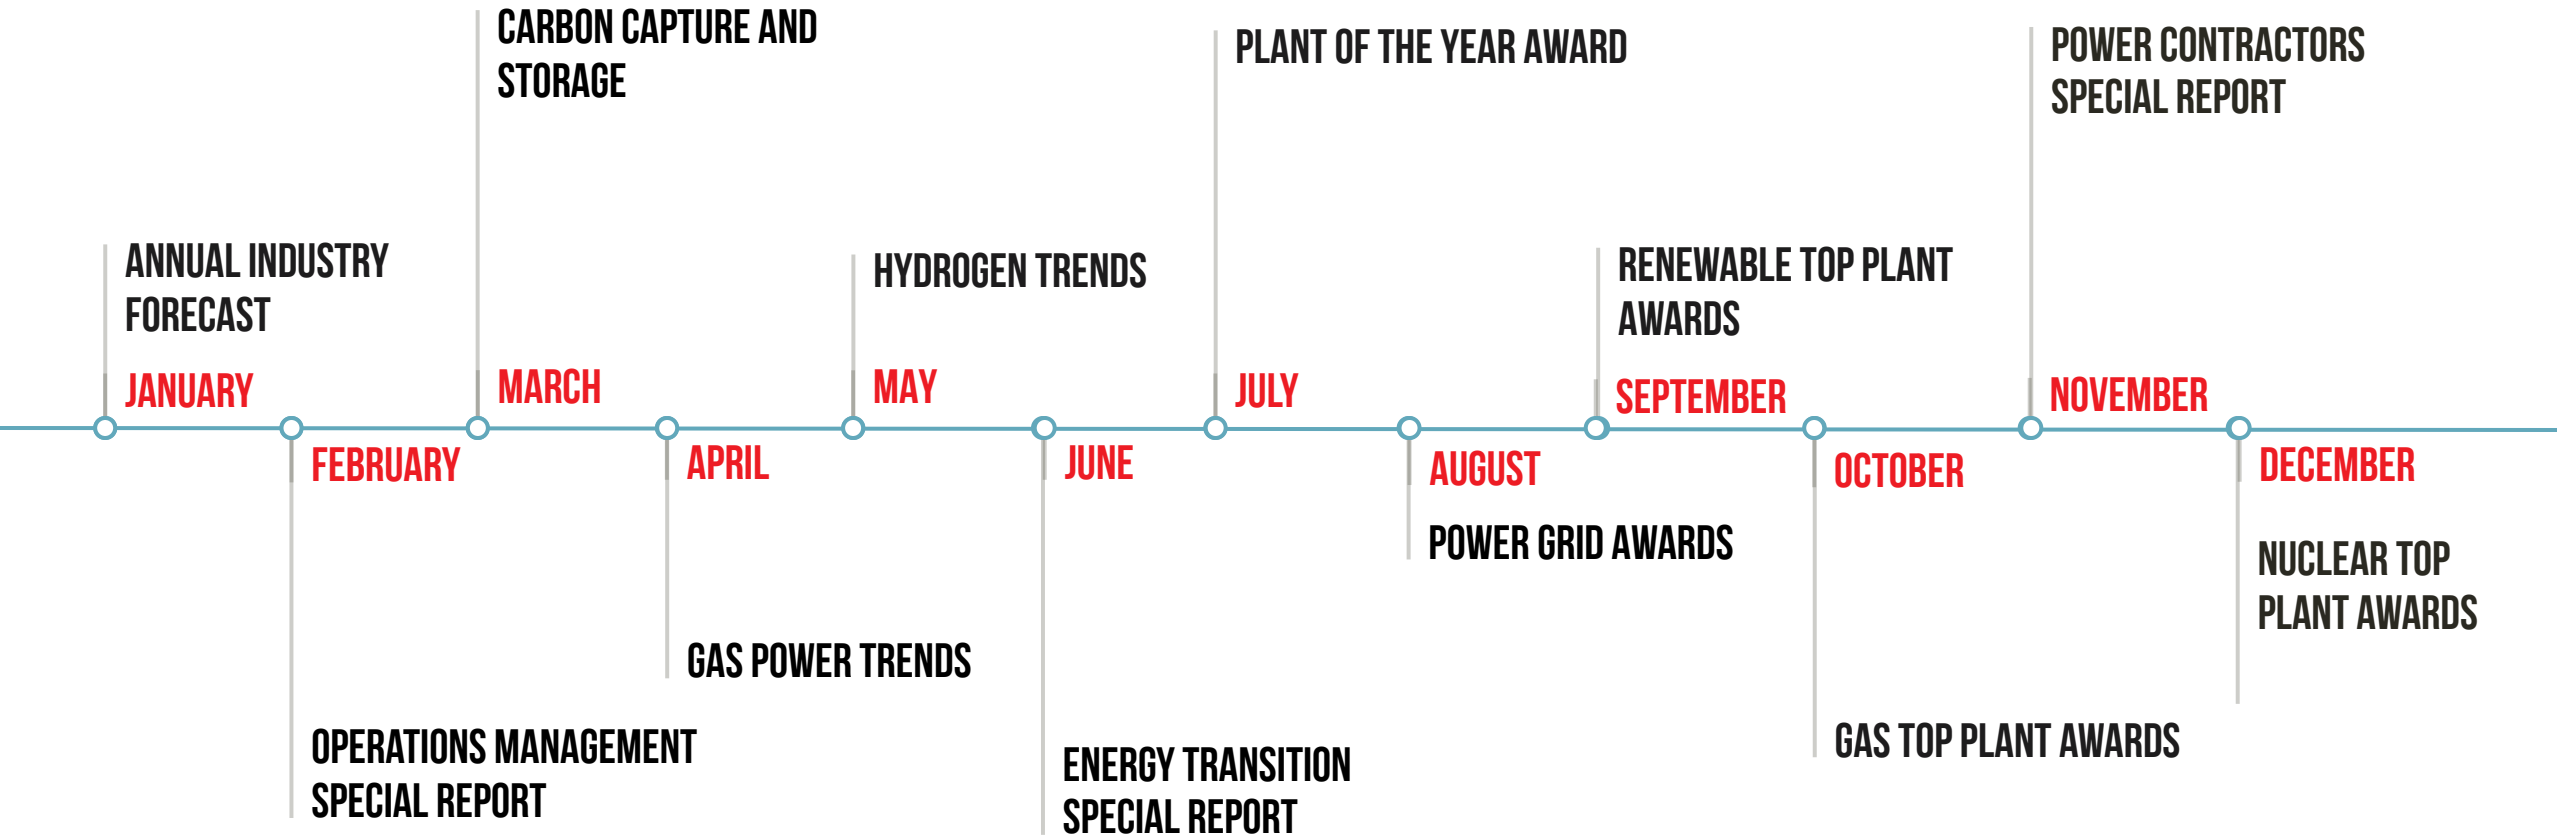 ANNUAL INDUSTRY
FORECAST
JANUARY
FEBRUARY
OPERATIONS MANAGEMENT
SPECIAL REPORT
CARBON CAPTURE AND
STORAGE
MARCH
APRIL
GAS POWER TRENDS
HYDROGEN TRENDS
MAY
JUNE
ENERGY TRANSITION
SPECIAL REPORT
PLANT OF THE YEAR AWARD
JULY
AUGUST
POWER GRID AWARDS
RENEWABLE TOP PLANT
AWARDS
SEPTEMBER
OCTOBER
GAS TOP PLANT AWARDS
POWER CONTRACTORS
SPECIAL REPORT
NOVEMBER
DECEMBER
NUCLEAR TOP
PLANT AWARDS